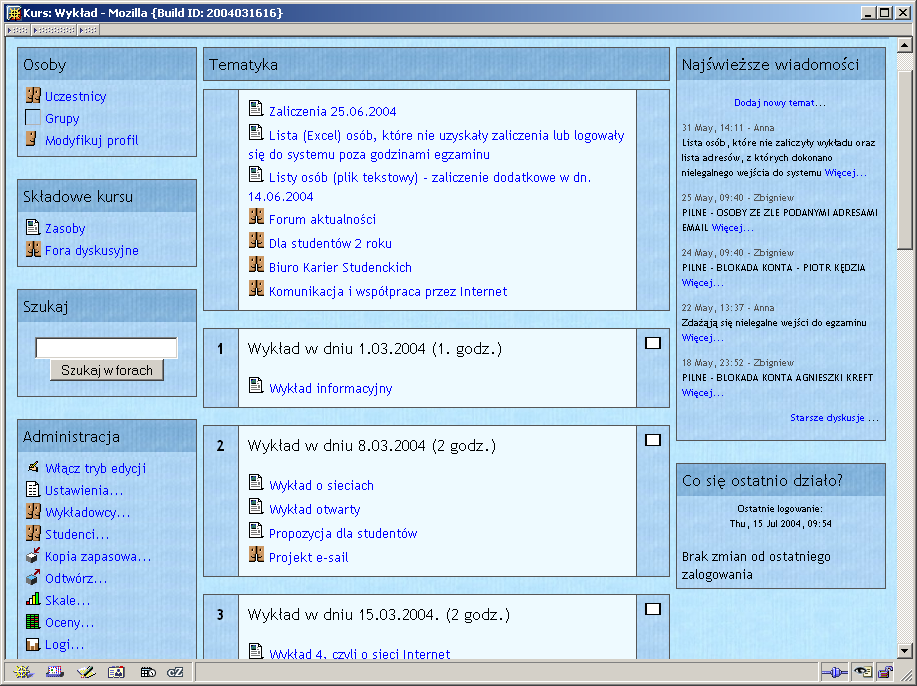 Kurs: Wykład - Mozilla {Build ID: 2004031616}
Osoby
Uczestnicy
Grupy
Modyfikuj profil
Składowe kursu
Zasoby
Fora dyskusyjne
Szukaj
Szukaj w forach
Administracja
Włącz tryb edycji
Ustawienia...
Wykładowcy...
Studenci...
Kopia zapasowa...
Odtwórz...
Skale...
Oceny...
Logi...
Tematyka
Zaliczenia 25.06.2004
Lista (Excel) osób, które nie uzyskały zaliczenia lub logowały
się do systemu poza godzinami egzaminu
Listy osób (plik tekstowy) - zaliczenie dodatkowe w dn.
14.06.2004
Forum aktualności
Dla studentów 2 roku
Biuro Karier Studenckich
Komunikacja i współpraca przez Internet
1
Wykład w dniu 1.03.2004 (1. godz.)
Wykład informacyjny
2
Wykład w dniu 8.03.2004 (2 godz.)
Wykład o sieciach
Wykład otwarty
Propozycja dla studentów
Projekt e-sail
3
Wykład w dniu 15.03.2004. (2 godz.)
Wykład 4, czyli o sieci Internet
Najświeższe wiadomości
Dodaj nowy temat...
31 May, 14:11 - Anna
Lista osób, które nie zaliczyły wykładu oraz
lista adresów, z których dokonano
nielegalnego wejścia do systemu Więcej...
25 May, 09:40 - Zbigniew
PILNE - OSOBY ZE ZLE PODANYMI ADRESAMI
EMAIL Więcej...
24 May, 09:40 - Zbigniew
PILNE - BLOKADA KONTA - PIOTR KĘDZIA
Więcej...
22 May, 13:37 - Anna
Zdażają się nielegalne wejści do egzaminu
Więcej...
18 May, 23:52 - Zbigniew
PILNE - BLOKADA KONTA AGNIESZKI KREFT
Więcej...
Starsze dyskusje ...
Co się ostatnio działo?
Ostatnie logowanie:
Thu, 15 Jul 2004, 09:54
Brak zmian od ostatniego
zalogowania
cZ